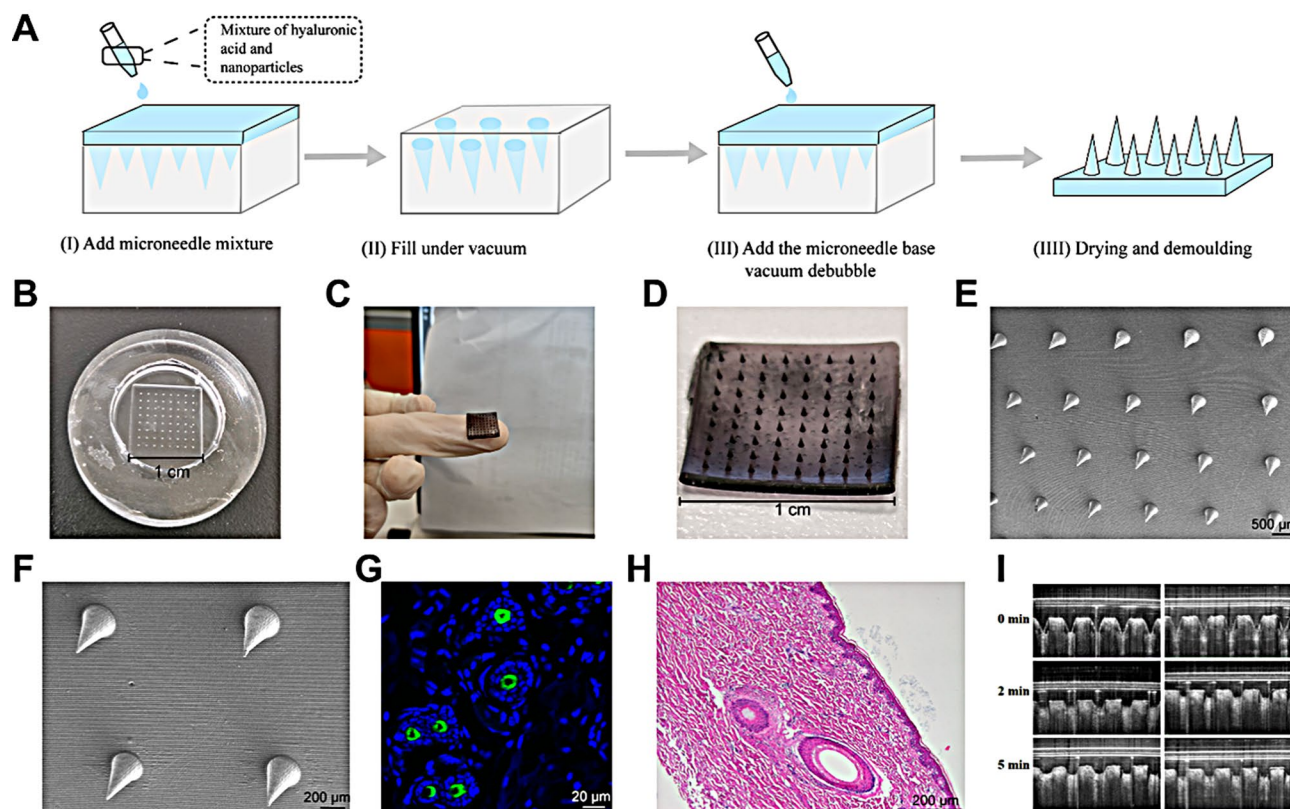 A
Mixture of hyaluronic
acid and
nanoparticles
(I) Add microneedle mixture
(II) Fill under vacuum
(III) Add the microneedle base
vacuum debubble
(IIII) Drying and demoulding
B
1 cm
C
D
1 cm
E
500 μm
F
200 μm
G
20 μm
H
200 μm
I
0 min
2 min
5 min